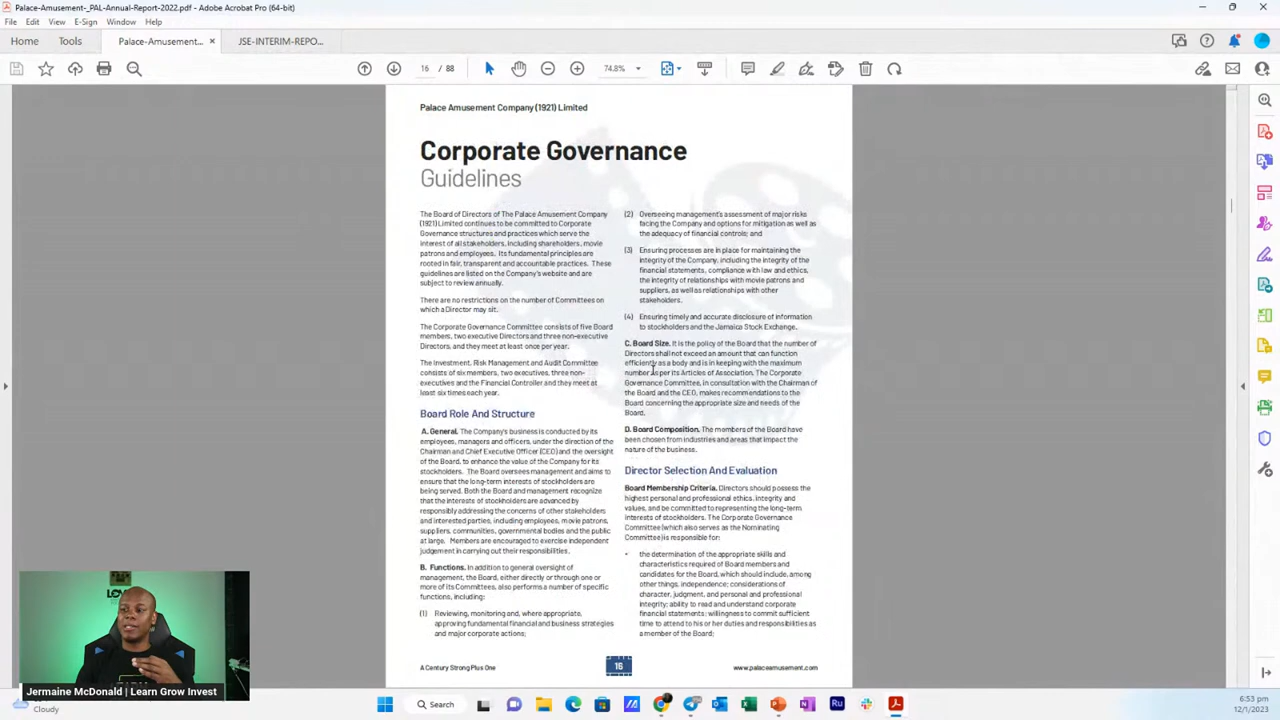 Palace-Amusement-_PAL-Annual-Report-2022.pdf - Adobe Acrobat Pro (64-bit)
File Edit View E-Sign Window Help
Home Tools Palace-Amusement... × JSE-INTERIM-REPO...
16 / 88 74.8%
Palace Amusement Company (1921) Limited
Corporate Governance
Guidelines
The Board of Directors of The Palace Amusement Company
(1921) Limited continues to be committed to Corporate
Governance structures and practices which serve the
interest of all stakeholders, including shareholders, movie
patrons and employees. Its fundamental principles are
rooted in fair, transparent and accountable practices. These
guidelines are listed on the Company's website and are
subject to review annually.
There are no restrictions on the number of Committees on
which a Director may sit.
The Corporate Governance Committee consists of five Board
members, two executive Directors and three non-executive
Directors, and they meet at least once per year.
The Investment, Risk Management and Audit Committee
consists of six members, two executives, three non-
executives and the Financial Controller and they meet at
least six times each year.
Board Role And Structure
A. General. The Company's business is conducted by its
employees, managers and officers, under the direction of the
Chairman and Chief Executive Officer (CEO) and the oversight
of the Board, to enhance the value of the Company for its
stockholders. The Board oversees management and aims to
ensure that the long-term interests of stockholders are
being served. Both the Board and management recognize
that the interests of stockholders are advanced by
responsibly addressing the concerns of other stakeholders
and interested parties, including employees, movie patrons,
suppliers, communities, governmental bodies and the public
at large. Members are encouraged to exercise independent
judgement in carrying out their responsibilities.
B. Functions. In addition to general oversight of
management, the Board, either directly or through one or
more of its Committees, also performs a number of specific
functions, including:
(1) Reviewing, monitoring and, where appropriate,
approving fundamental financial and business strategies
and major corporate actions;
(2) Overseeing management's assessment of major risks
facing the Company and options for mitigation as well as
the adequacy of financial controls; and
(3) Ensuring processes are in place for maintaining the
integrity of the Company, including the integrity of the
financial statements, compliance with law and ethics,
the integrity of relationships with movie patrons and
suppliers, as well as relationships with other
stakeholders.
(4) Ensuring timely and accurate disclosure of information
to stockholders and the Jamaica Stock Exchange.
C. Board Size. It is the policy of the Board that the number of
Directors shall not exceed an amount that can function
efficiently as a body and is in keeping with the maximum
number as per its Articles of Association. The Corporate
Governance Committee, in consultation with the Chairman of
the Board and the CEO, makes recommendations to the
Board concerning the appropriate size and needs of the
Board.
D. Board Composition. The members of the Board have
been chosen from industries and areas that impact the
nature of the business.
Director Selection And Evaluation
Board Membership Criteria. Directors should possess the
highest personal and professional ethics, integrity and
values, and be committed to representing the long-term
interests of stockholders. The Corporate Governance
Committee (which also serves as the Nominating
Committee) is responsible for:
• the determination of the appropriate skills and
characteristics required of Board members and
candidates for the Board, which should include, among
other things, independence; considerations of
character, judgment, and personal and professional
integrity; ability to read and understand corporate
financial statements; willingness to commit sufficient
time to attend to his or her duties and responsibilities as
a member of the Board;
A Century Strong Plus One 16 www.palaceamusement.com
Jermaine McDonald | Learn Grow Invest
Cloudy
Search
Ru
6:53 pm
12/1/2023